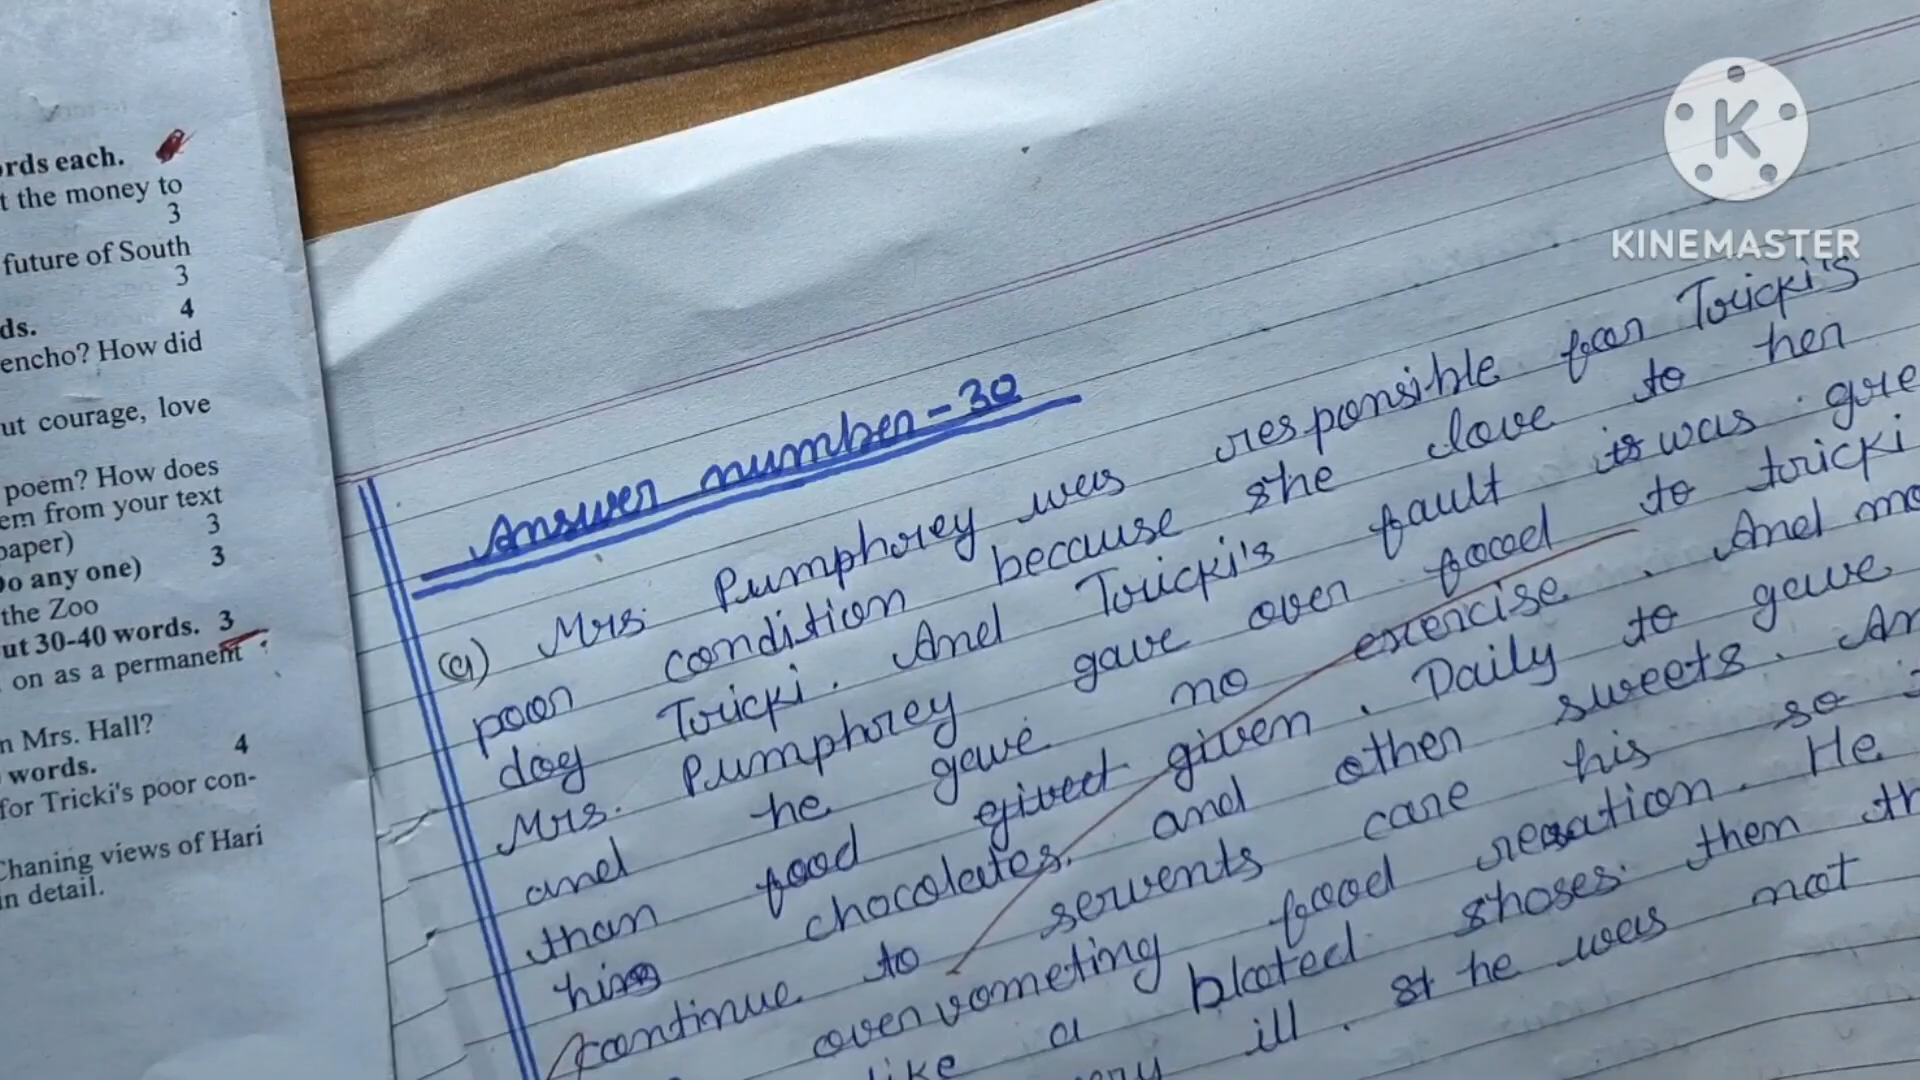 ords each.
t the money to
3
future of South
3
ds. 4
encho? How did
ut courage, love
poem? How does
em from your text
paper) 3
Do any one) 3
the Zoo
ut 30-40 words. 3
on as a permanent
n Mrs. Hall?
words. 4
for Tricki's poor con-
Chaning views of Hari
n detail.
KINEMASTER
Answer number-30
(a) Mrs. Pumphrey was responsible for Tricki's
poor condition because she love to her
dog Tricki. And Tricki's fault is was gre
Mrs. Pumphrey gave over food to tricki
and he gave no exercise. And mo
than food given. Daily to gave
his chocolates. and other sweets. An
continue to servents care his so
over vometing food reaation. He
like a bloted shoses. then th
ill. he was not